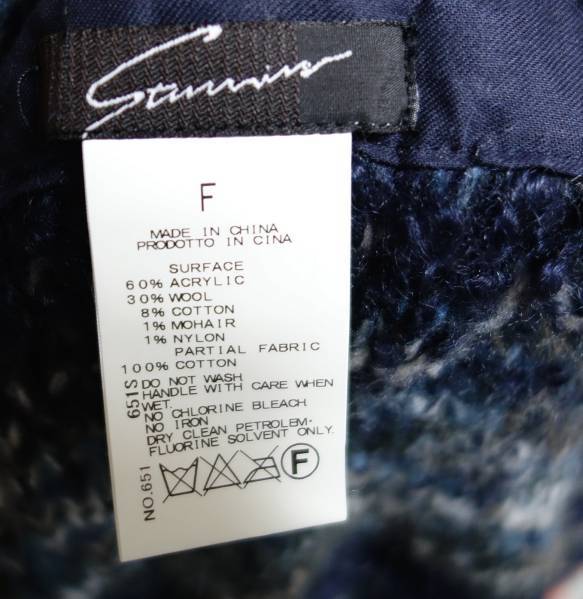 F
MADE IN CHINA
PRODOTTO IN CINA
SURFACE
60% ACRYLIC
30% WOOL
8% COTTON
1% MOHAIR
1% NYLON
PARTIAL FABRIC
100% COTTON
DO NOT WASH
HANDLE WITH CARE WHEN
WET.
NO CHLORINE BLEACH
NO IRON
DRY CLEAN PETROLEM-
FLUORINE SOLVENT ONLY.
F
NO.651 651S